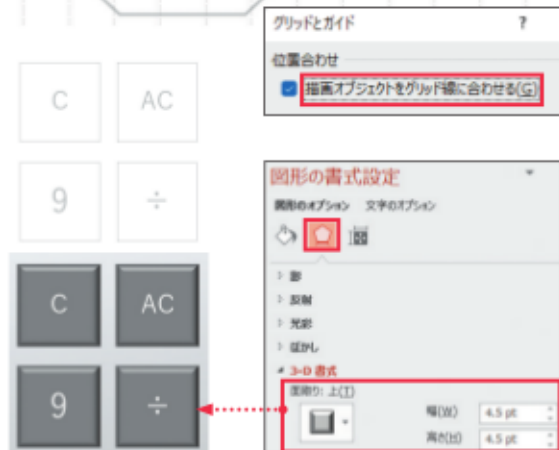 グリッドとガイド ?
位置合わせ
描画オブジェクトをグリッド線に合わせる(G)
C AC
9 ÷
C AC
9 ÷
図形の書式設定
図形のオプション 文字のオプション
影
反射
光彩
ぼかし
3-D 書式
面取り: 上(T)
幅(W) 4.5 pt
高さ(H) 4.5 pt